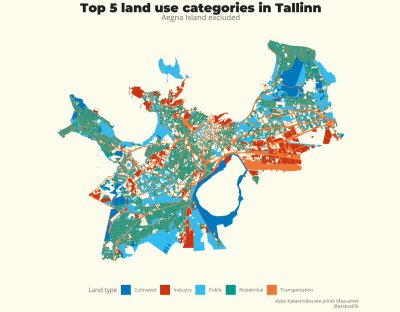 Top 5 land use categories in Tallinn
Aegna Island excluded
Land type Cultivated Industry Public Residential Transportation
data: Katastriüksuste piirid: Maa-amet
@accesslife